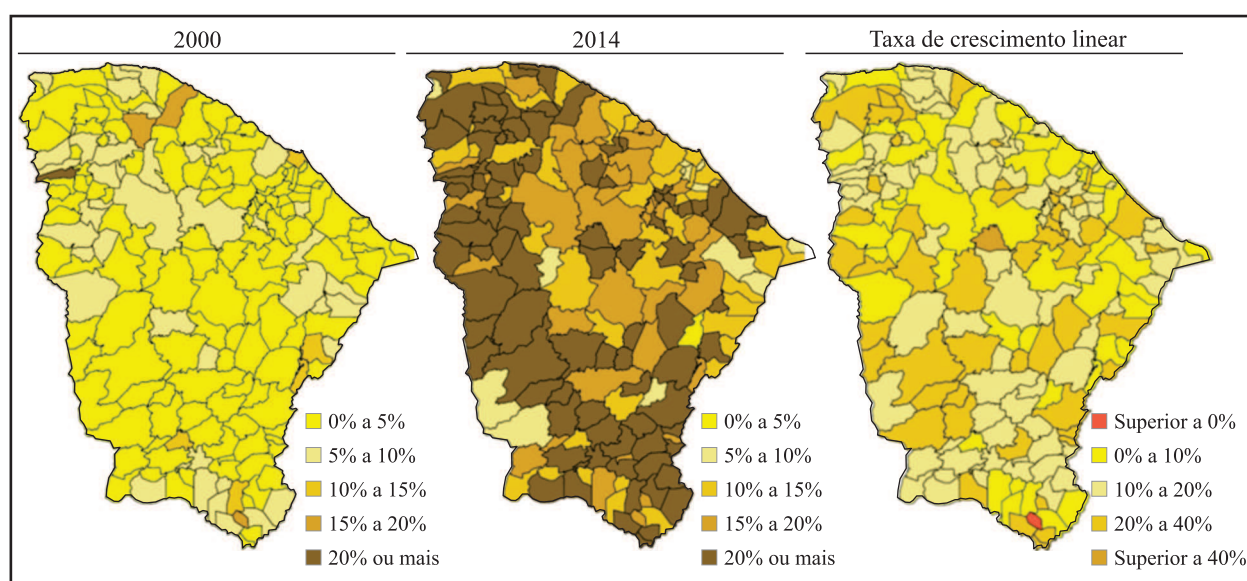 2000
2014
Taxa de crescimento linear
0% a 5%
5% a 10%
10% a 15%
15% a 20%
20% ou mais
0% a 5%
5% a 10%
10% a 15%
15% a 20%
20% ou mais
Superior a 0%
0% a 10%
10% a 20%
20% a 40%
Superior a 40%